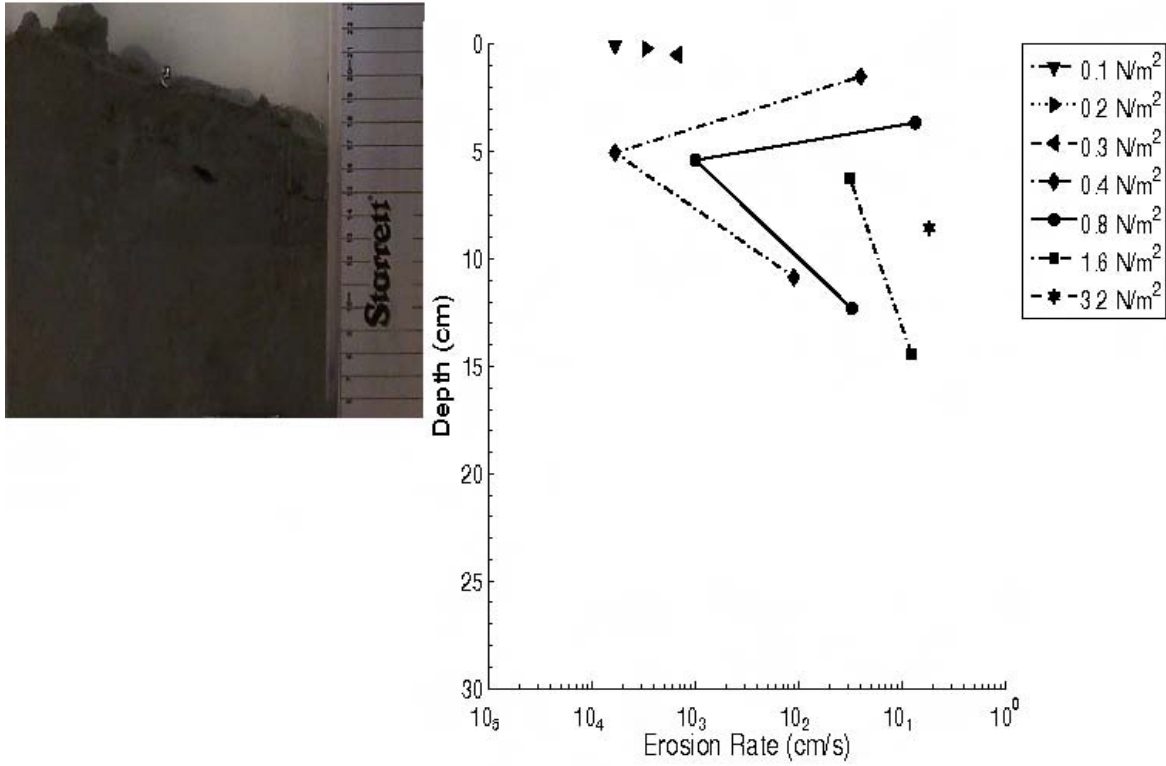 Starrett
0
5
10
15
20
25
30
Depth (cm)
10₅ 10₄ 10₃ 10₂ 10₁ 10⁰
Erosion Rate (cm/s)
0.1 N/m²
0.2 N/m²
0.3 N/m²
0.4 N/m²
0.8 N/m²
1.6 N/m²
3.2 N/m²